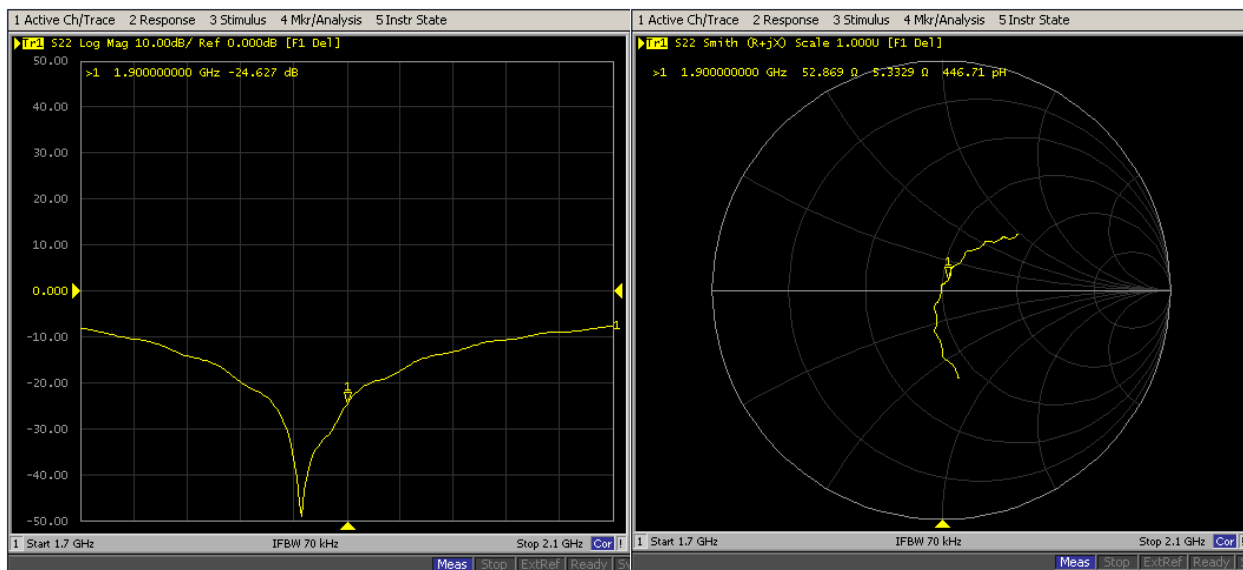 1 Active Ch/Trace 2 Response 3 Stimulus 4 Mkr/Analysis 5 Instr State
Tr1 S22 Log Mag 10.00dB/ Ref 0.000dB [F1 Del]
50.00
>1 1.900000000 GHz -24.627 dB
40.00
30.00
20.00
10.00
0.000
-10.00
1
-20.00
1
-30.00
-40.00
-50.00
1 Start 1.7 GHz IFBW 70 kHz Stop 2.1 GHz Cor !
Meas Stop ExtRef Ready
1 Active Ch/Trace 2 Response 3 Stimulus 4 Mkr/Analysis 5 Instr State
Tr1 S22 Smith (R+jX) Scale 1.000U [F1 Del]
>1 1.900000000 GHz 52.869 Ω 5.3329 Ω 446.71 pH
1
1 Start 1.7 GHz IFBW 70 kHz Stop 2.1 GHz Cor !
Meas Stop ExtRef Ready